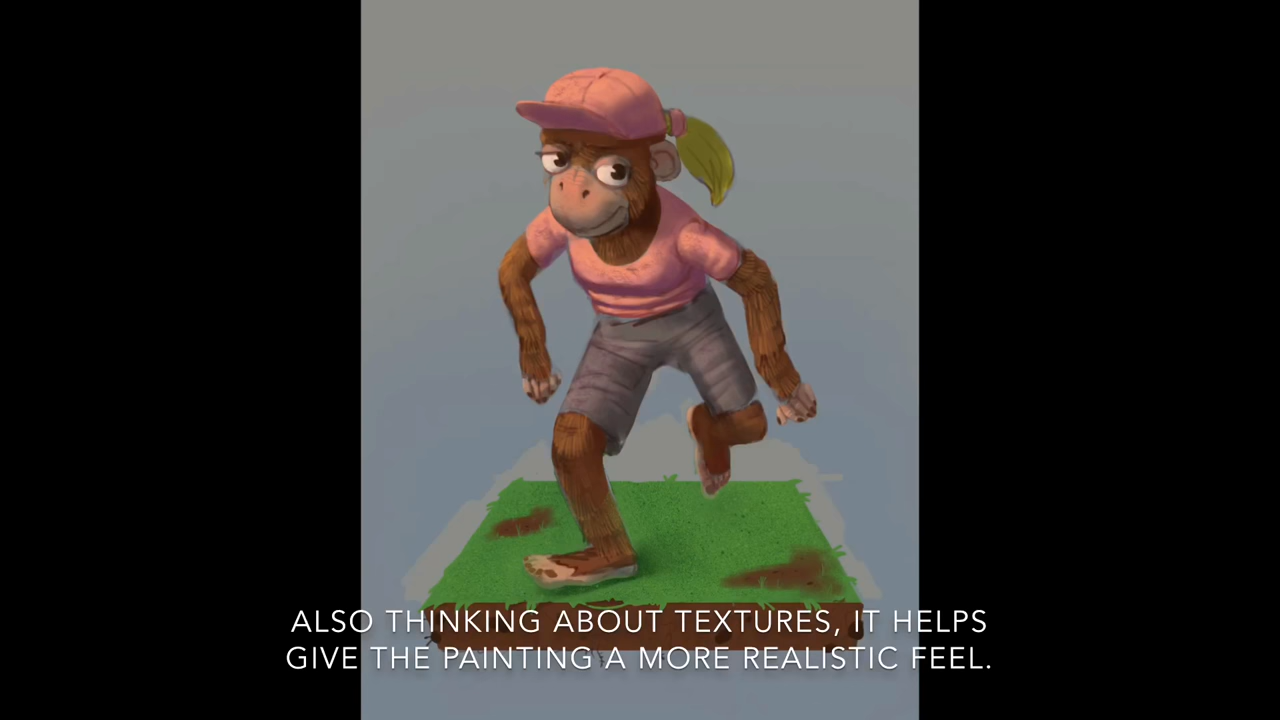 ALSO THINKING ABOUT TEXTURES, IT HELPS
GIVE THE PAINTING A MORE REALISTIC FEEL.